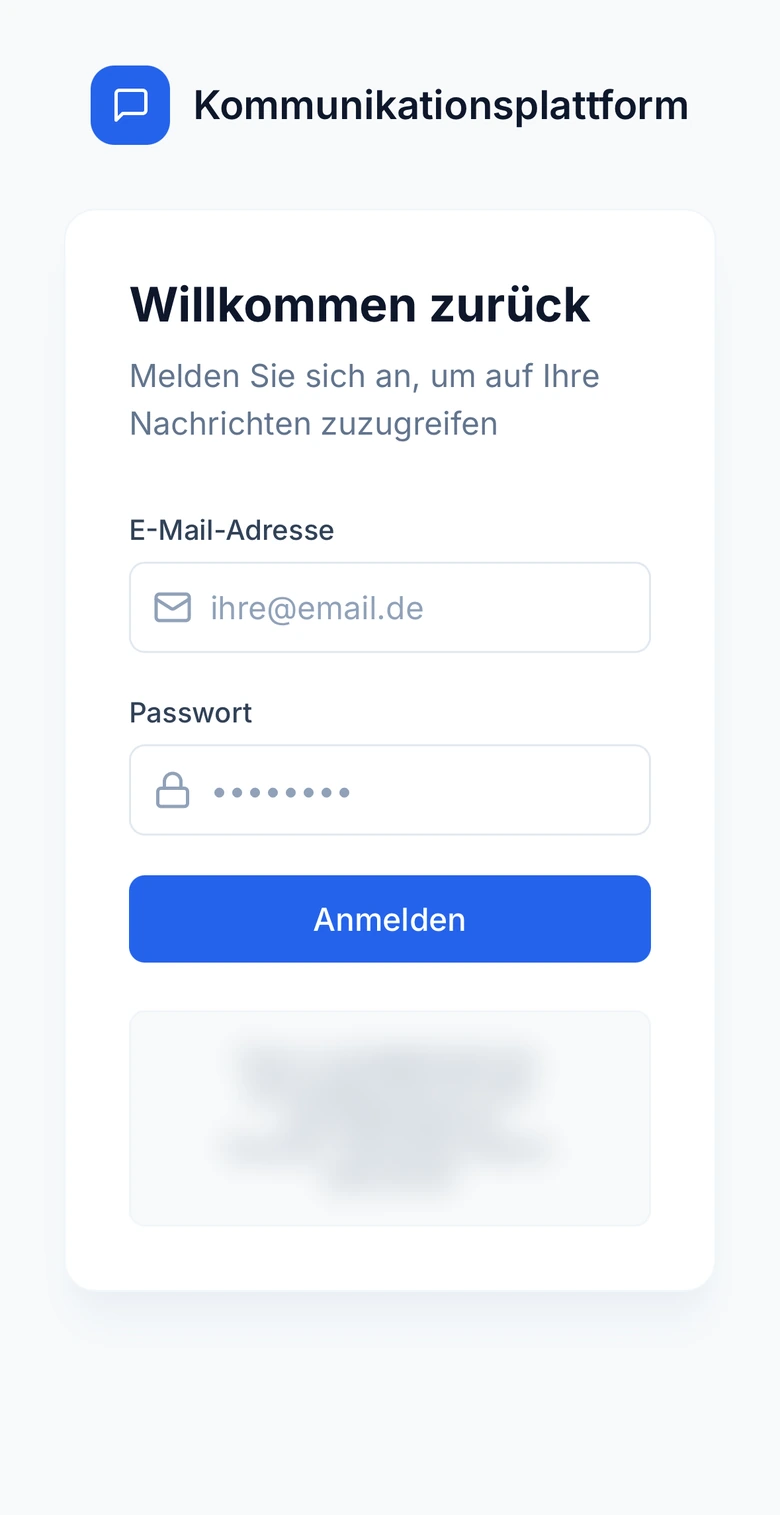 Kommunikationsplattform
Willkommen zurück
Melden Sie sich an, um auf Ihre
Nachrichten zuzugreifen
E-Mail-Adresse
ihre@email.de
Passwort
••••••••
Anmelden